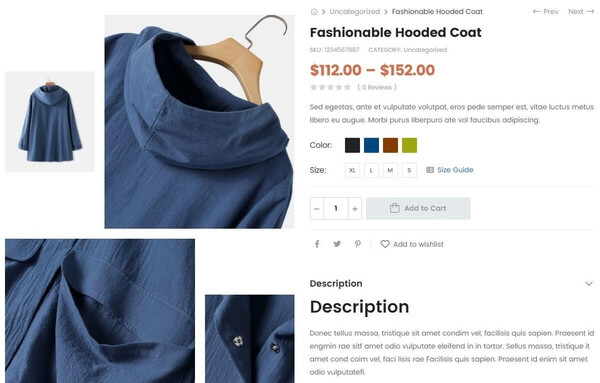 Uncategorized > Fashionable Hooded Coat
← Prev Next →
Fashionable Hooded Coat
SKU: 1234567887 CATEGORY: Uncategorized
$112.00 – $152.00
( 0 Reviews )
Sed egestas, ante et vulputate volutpat, eros pede semper est, vitae luctus metus
libero eu augue. Morbi purus liberpuro ate vol faucibus adipiscing.
Color:
Size: XL L M S Size Guide
− 1 + Add to Cart
Add to wishlist
Description
Description
Donec tellus massa, tristique sit amet condim vel, facilisis quis sapien. Praesent id
engmin rae sitf amet odio vulputate eleifend in in tortor. Sellus massa, tristique it
amet cond coim vel, faci lisis rae Facilisis quis sapien. Praesent id enim sit amet
odio vulputatefi.